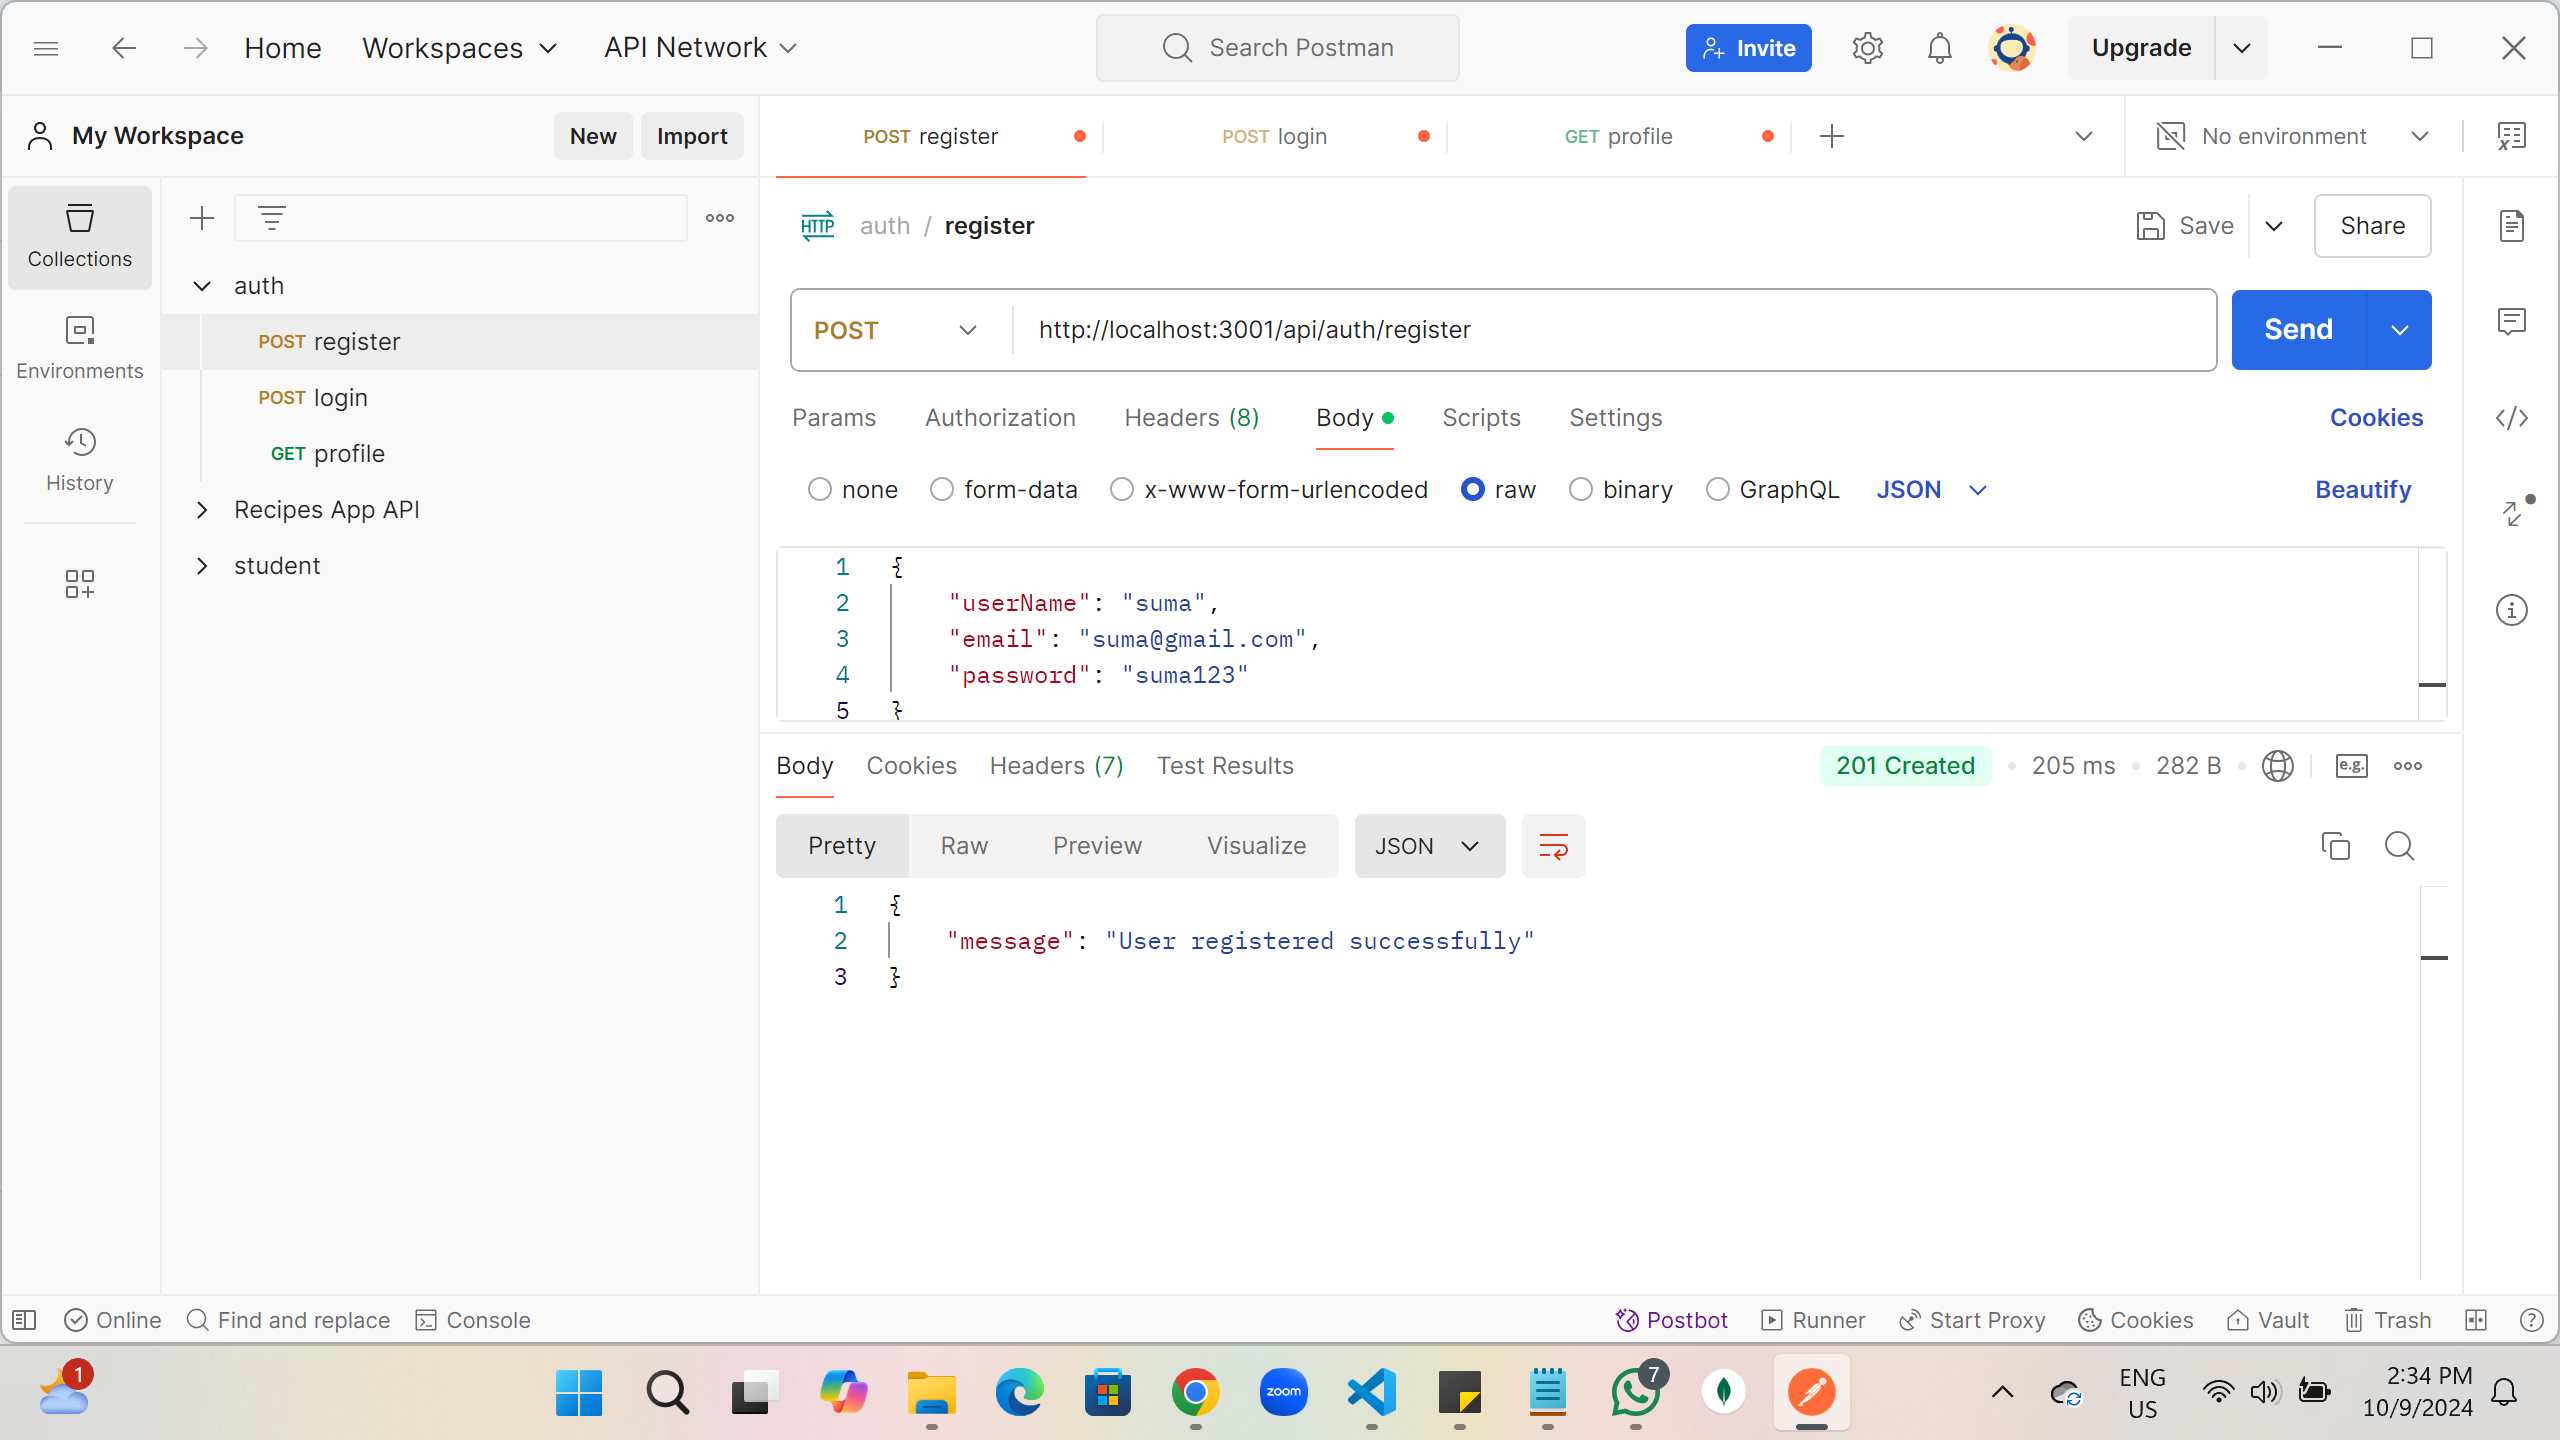 Home Workspaces API Network Search Postman Invite Upgrade
My Workspace New Import POST register POST login GET profile No environment
Collections
Environments
History
auth
POST register
POST login
GET profile
Recipes App API
student
HTTP auth / register Save Share
POST http://localhost:3001/api/auth/register Send
Params Authorization Headers (8) Body Scripts Settings Cookies
none form-data x-www-form-urlencoded raw binary GraphQL JSON Beautify
1 {
2 "userName": "suma",
3 "email": "suma@gmail.com",
4 "password": "suma123"
5 }
Body Cookies Headers (7) Test Results 201 Created 205 ms 282 B e.g.
Pretty Raw Preview Visualize JSON
1 {
2 "message": "User registered successfully"
3 }
Online Find and replace Console Postbot Runner Start Proxy Cookies Vault Trash
1 zoom 7 ENG 2:34 PM
US 10/9/2024